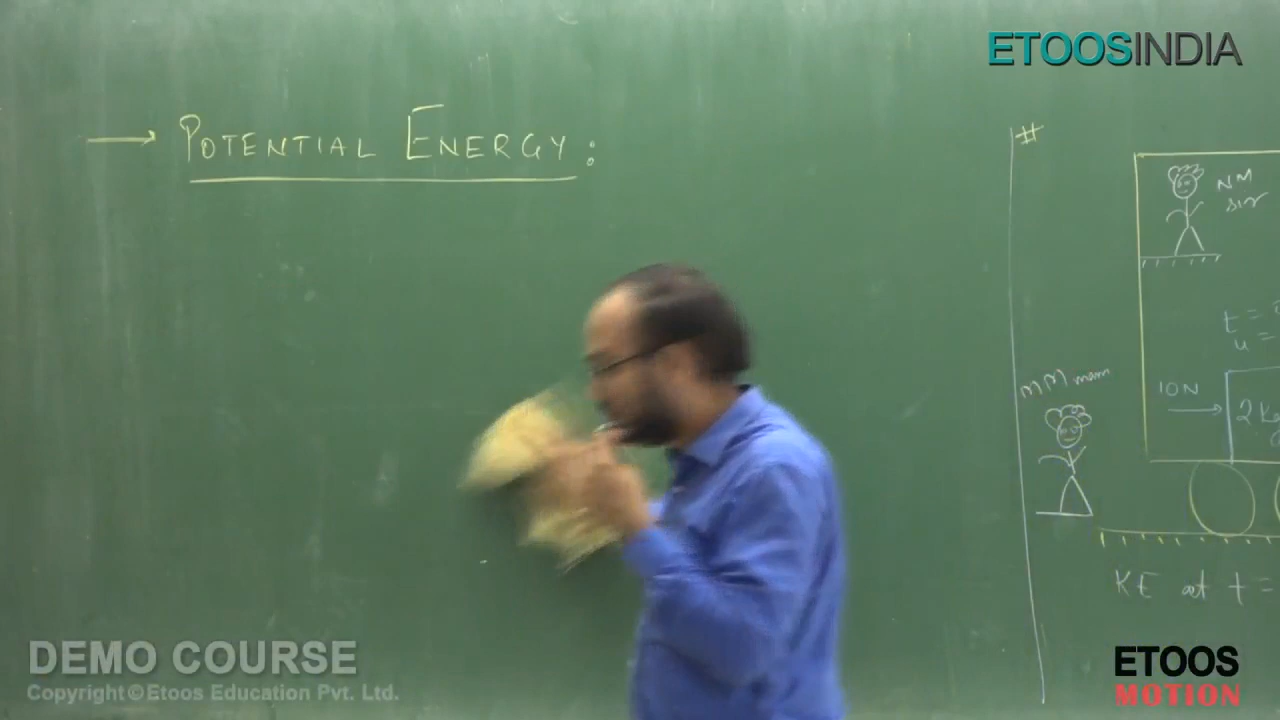 ETOOSINDIA
→ POTENTIAL ENERGY :
#
NM
sir
t =
u =
MM mam
10N
KE at t =
DEMO COURSE
Copyright © Etoos Education Pvt. Ltd.
ETOOS
MOTION